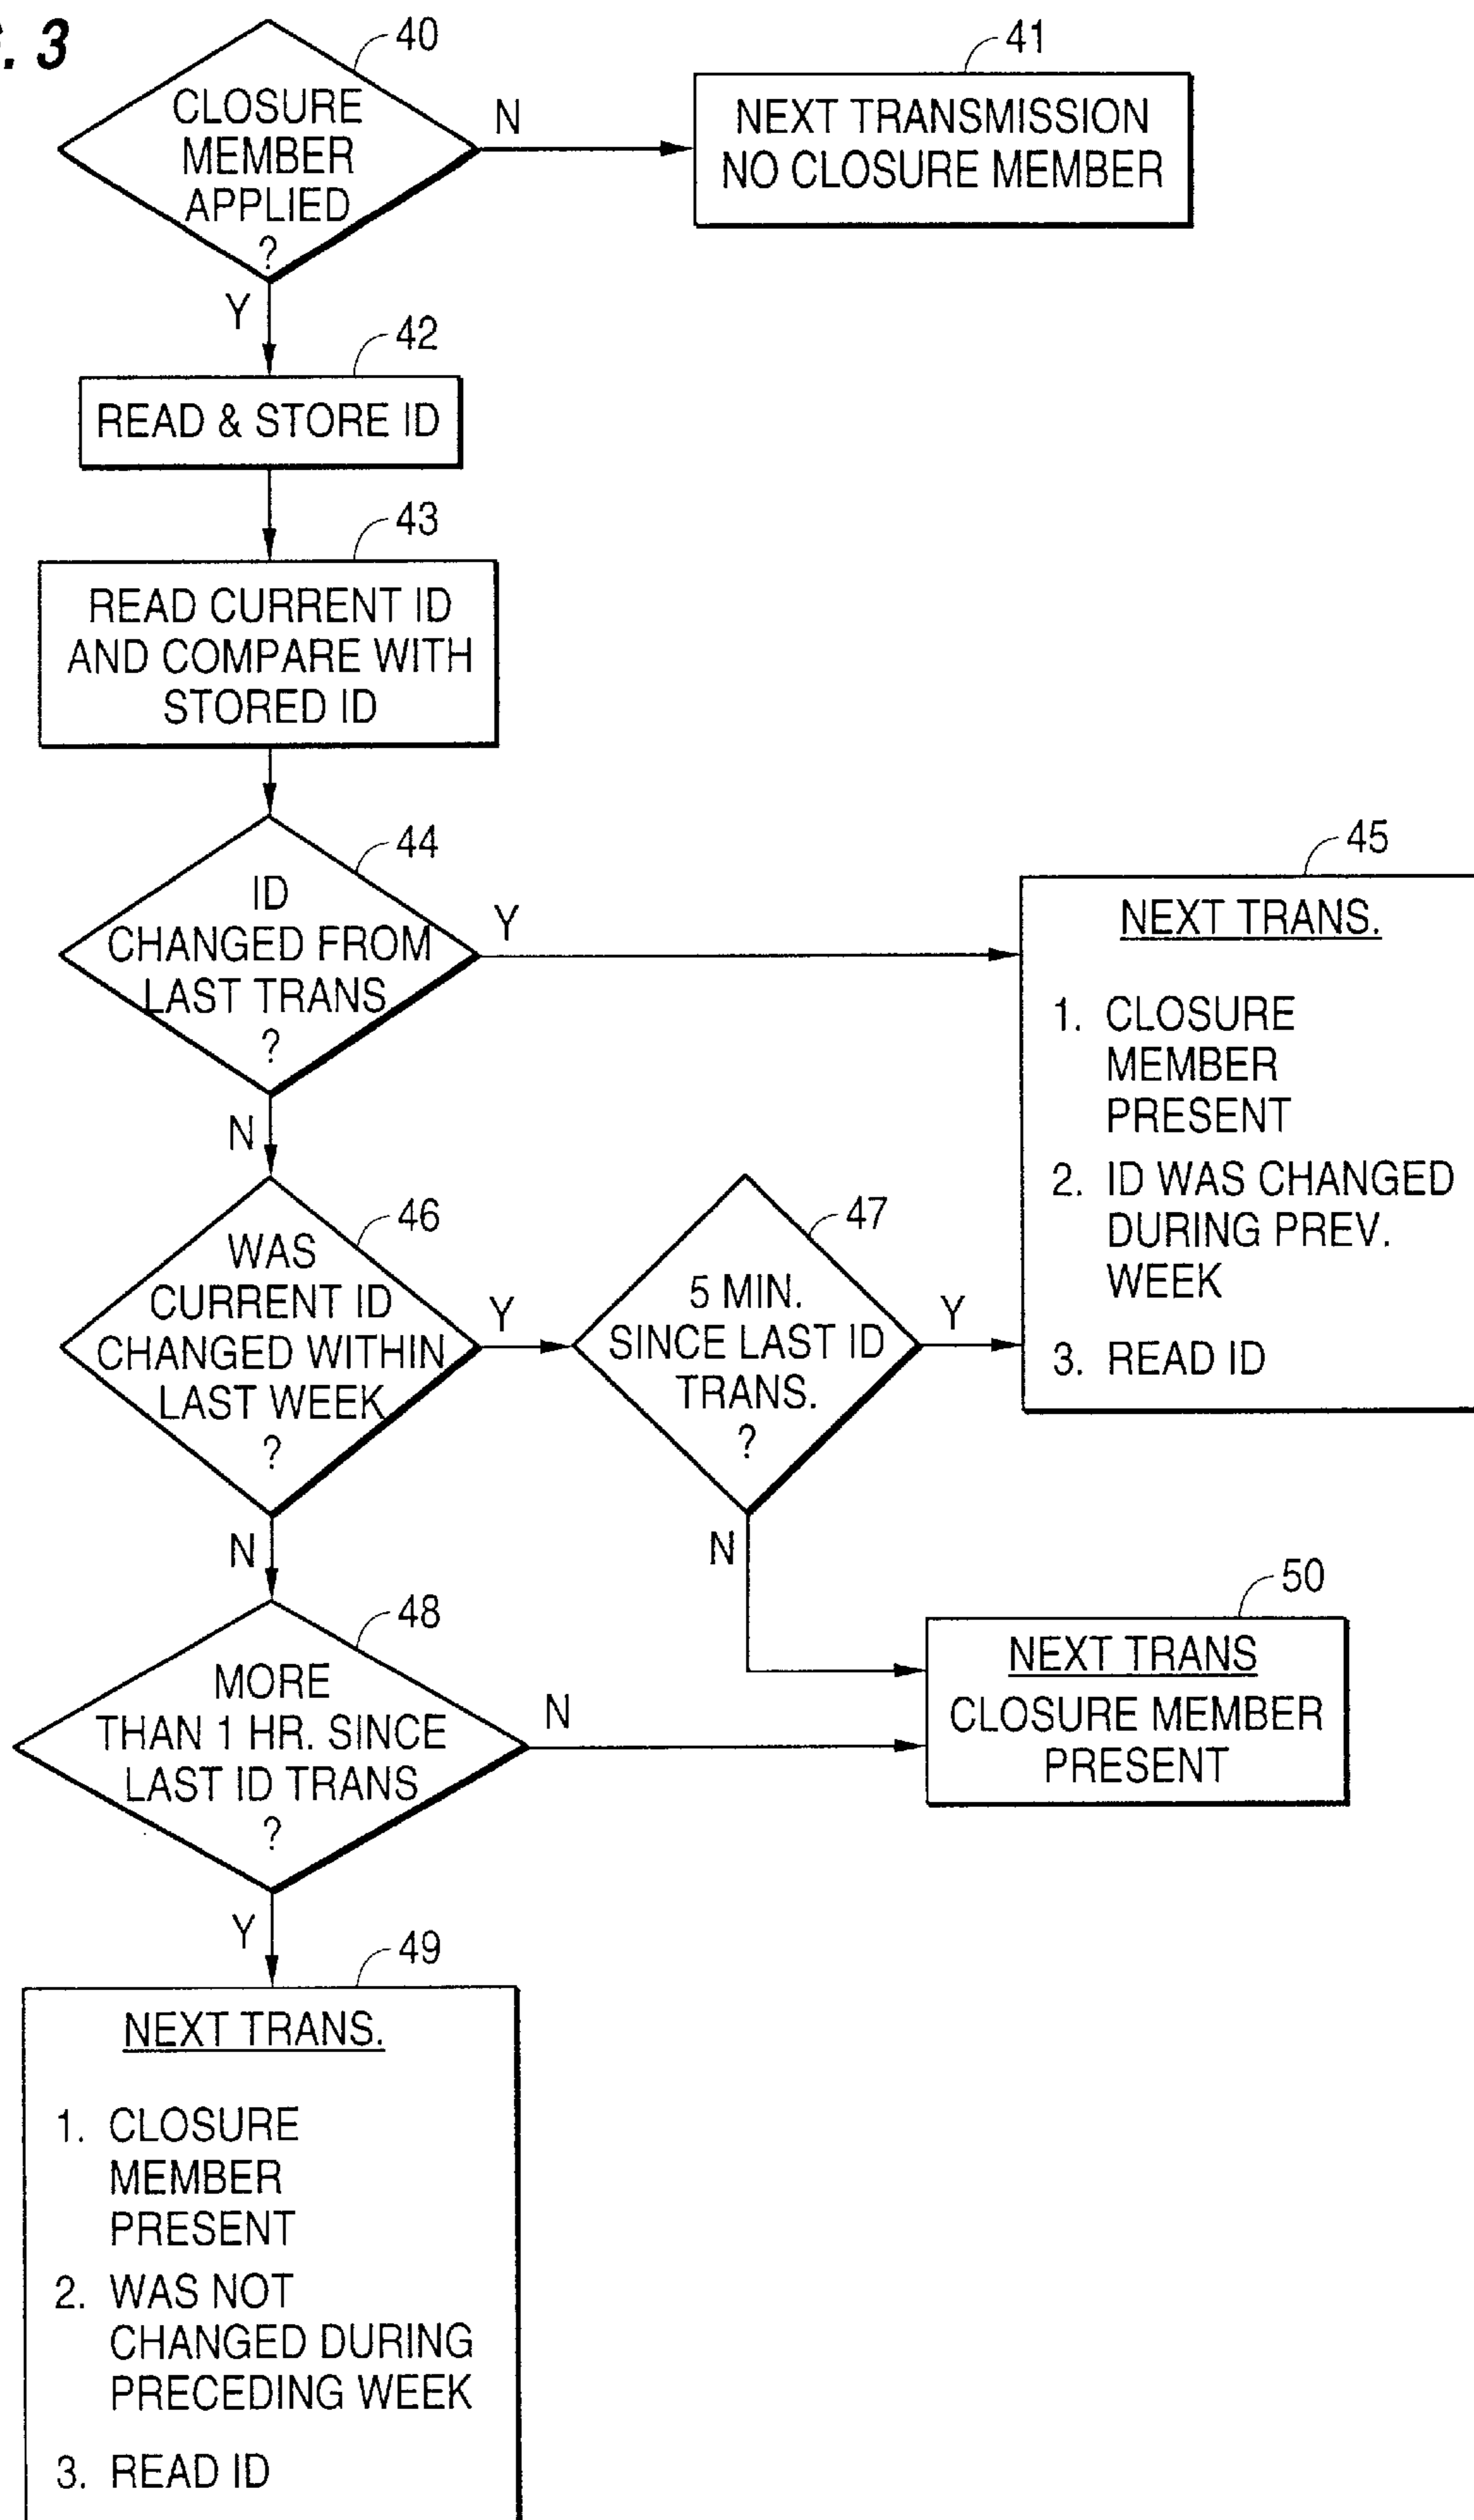 . 3
40
CLOSURE
MEMBER
APPLIED
?
N
41
NEXT TRANSMISSION
NO CLOSURE MEMBER
Y
42
READ & STORE ID
43
READ CURRENT ID
AND COMPARE WITH
STORED ID
44
ID
CHANGED FROM
LAST TRANS
?
Y
45
NEXT TRANS.
1. CLOSURE
MEMBER
PRESENT
2. ID WAS CHANGED
DURING PREV.
WEEK
3. READ ID
N
46
WAS
CURRENT ID
CHANGED WITHIN
LAST WEEK
?
Y
47
5 MIN.
SINCE LAST ID
TRANS.
?
Y
N
N
48
MORE
THAN 1 HR. SINCE
LAST ID TRANS
?
N
50
NEXT TRANS
CLOSURE MEMBER
PRESENT
Y
49
NEXT TRANS.
1. CLOSURE
MEMBER
PRESENT
2. WAS NOT
CHANGED DURING
PRECEDING WEEK
3. READ ID